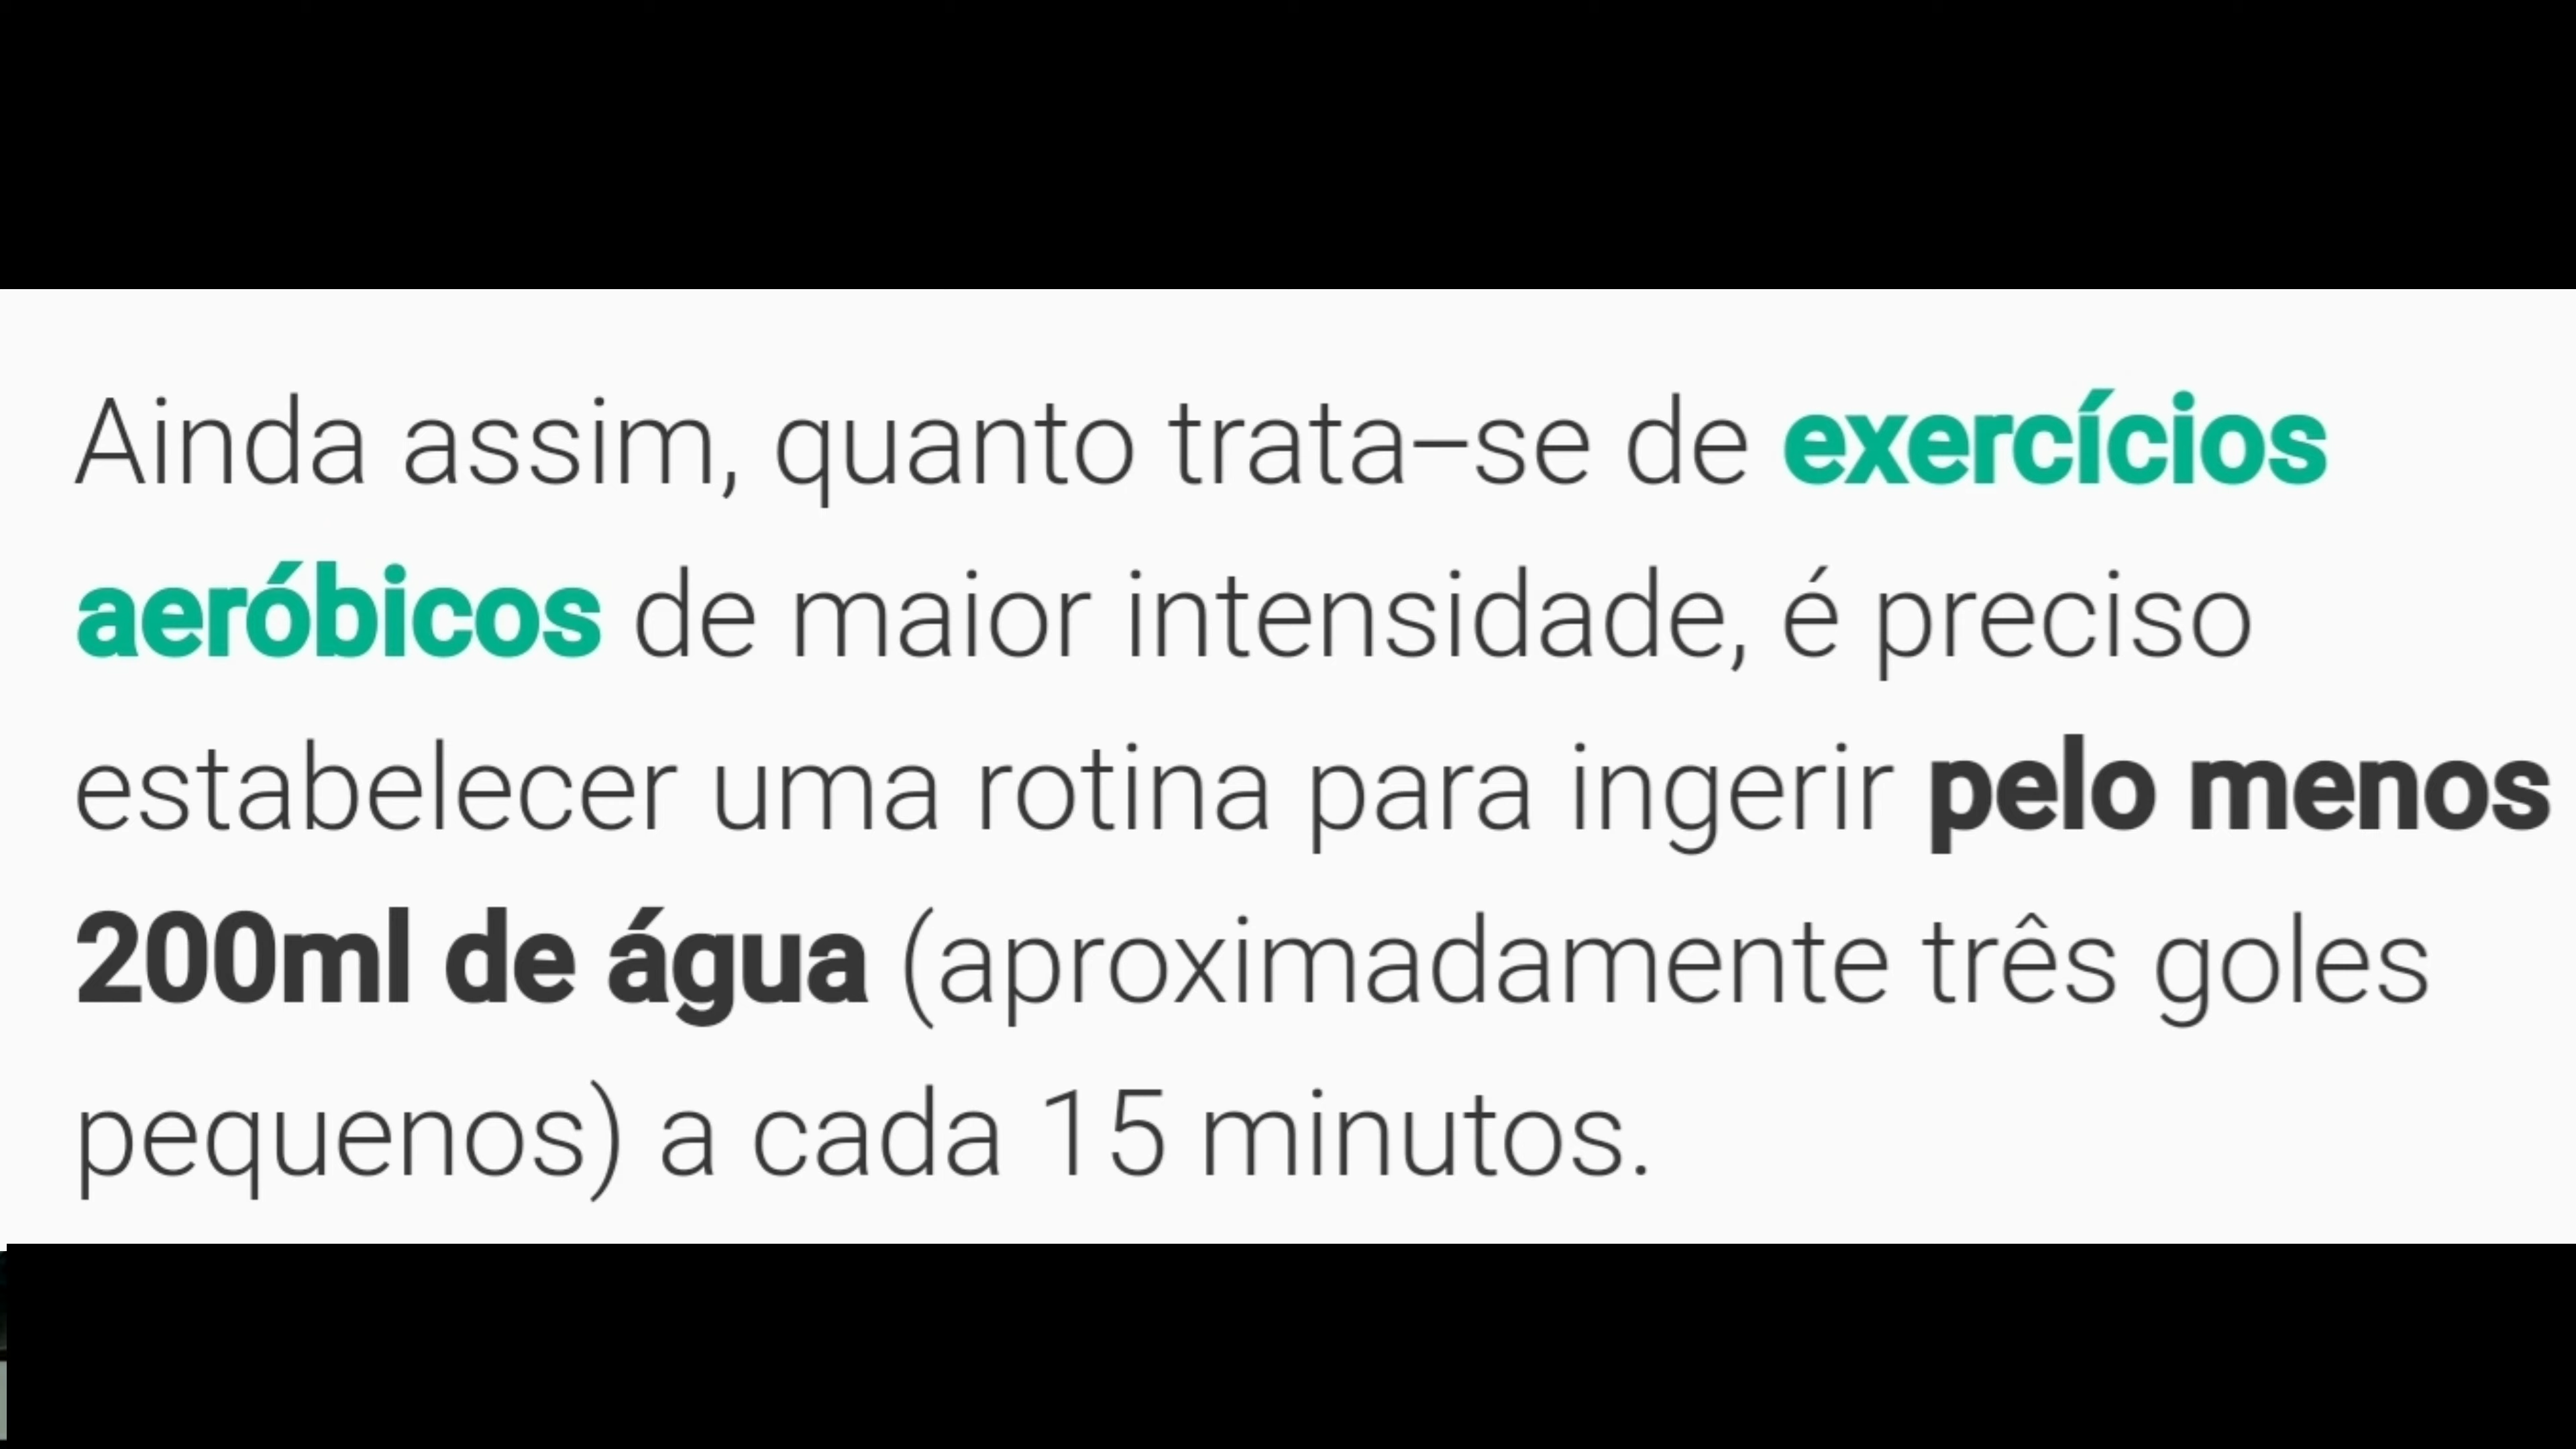 Ainda assim, quanto trata-se de exercícios
aeróbicos de maior intensidade, é preciso
estabelecer uma rotina para ingerir pelo menos
200ml de água (aproximadamente três goles
pequenos) a cada 15 minutos.